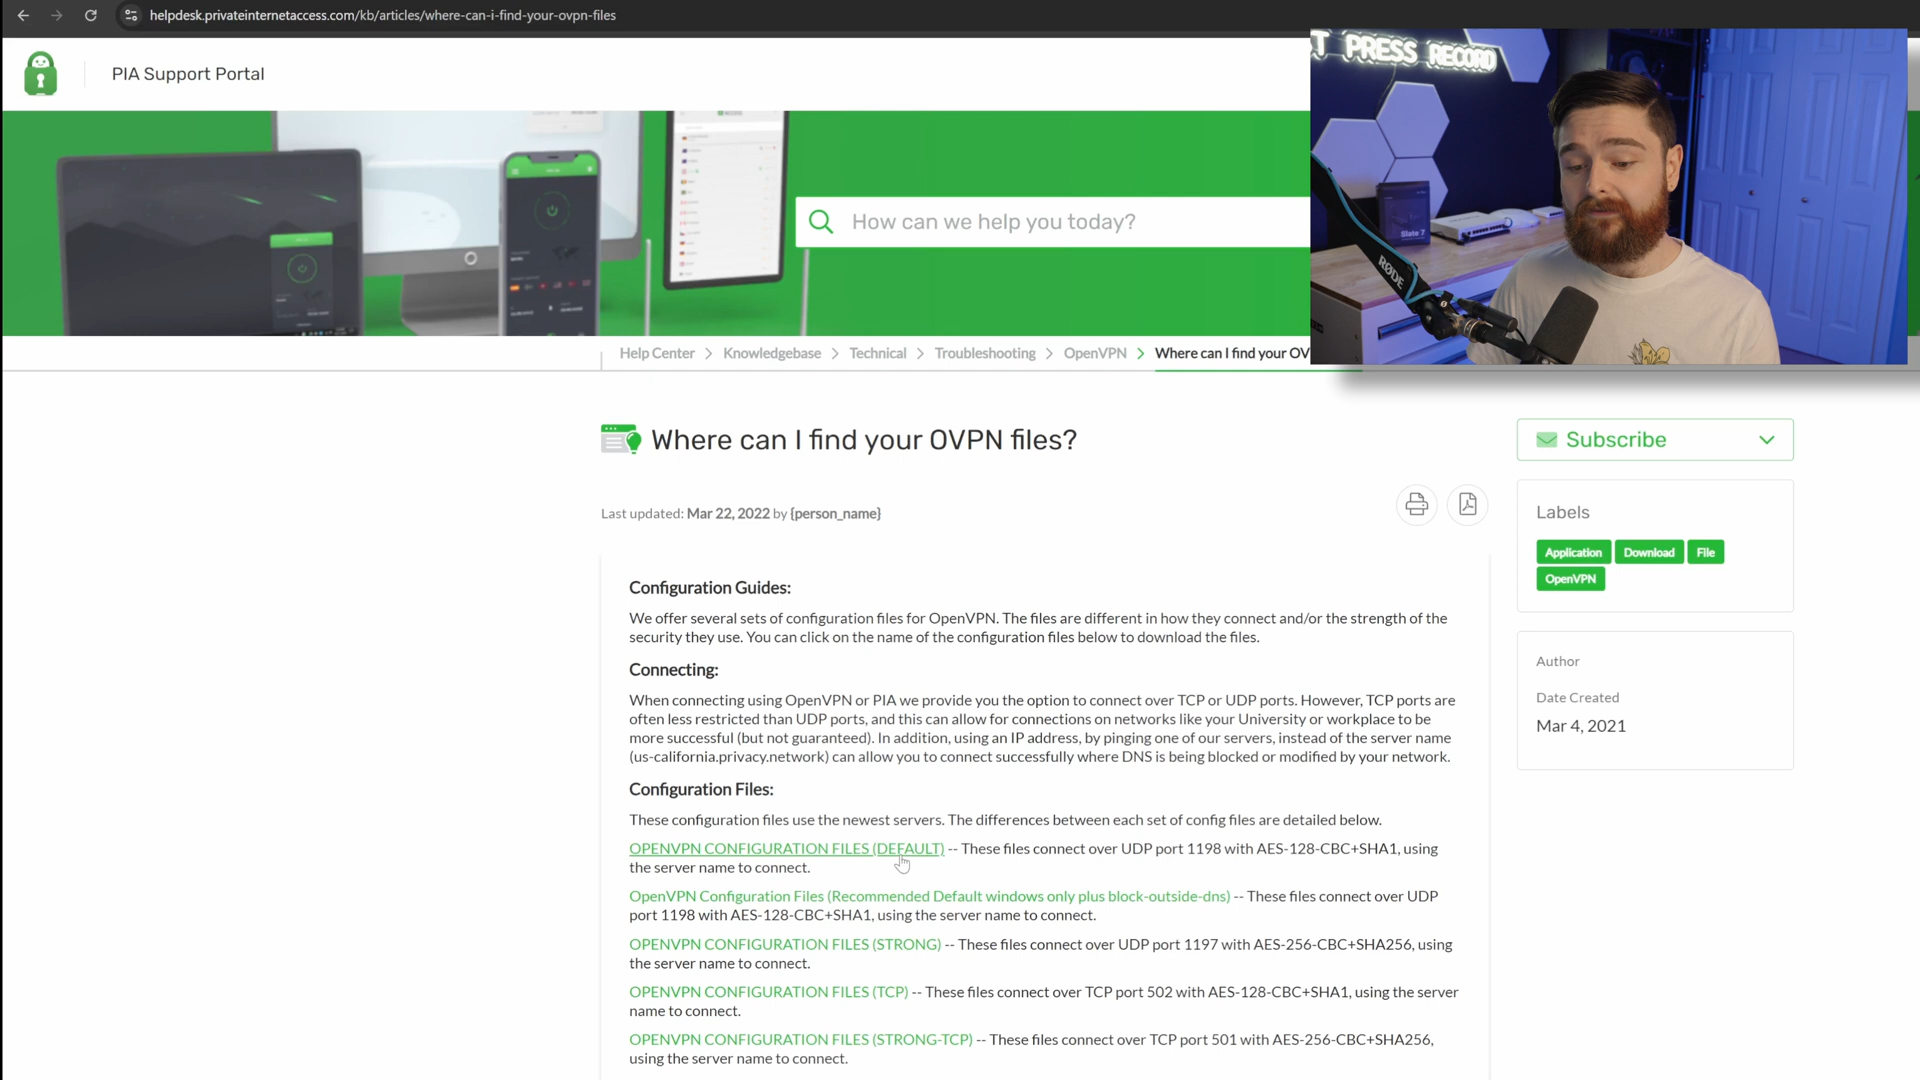 helpdesk.privateinternetaccess.com/kb/articles/where-can-i-find-your-ovpn-files
PIA Support Portal
T PRESS RECORD
Slate 7
RØDE
How can we help you today?
Help Center > Knowledgebase > Technical > Troubleshooting > OpenVPN > Where can I find your OV
Where can I find your OVPN files?
Subscribe
Last updated: Mar 22, 2022 by {person_name}
Labels
Application Download File
OpenVPN
Author
Date Created
Mar 4, 2021
Configuration Guides:
We offer several sets of configuration files for OpenVPN. The files are different in how they connect and/or the strength of the
security they use. You can click on the name of the configuration files below to download the files.
Connecting:
When connecting using OpenVPN or PIA we provide you the option to connect over TCP or UDP ports. However, TCP ports are
often less restricted than UDP ports, and this can allow for connections on networks like your University or workplace to be
more successful (but not guaranteed). In addition, using an IP address, by pinging one of our servers, instead of the server name
(us-california.privacy.network) can allow you to connect successfully where DNS is being blocked or modified by your network.
Configuration Files:
These configuration files use the newest servers. The differences between each set of config files are detailed below.
OPENVPN CONFIGURATION FILES (DEFAULT) -- These files connect over UDP port 1198 with AES-128-CBC+SHA1, using
the server name to connect.
OpenVPN Configuration Files (Recommended Default windows only plus block-outside-dns) -- These files connect over UDP
port 1198 with AES-128-CBC+SHA1, using the server name to connect.
OPENVPN CONFIGURATION FILES (STRONG) -- These files connect over UDP port 1197 with AES-256-CBC+SHA256, using
the server name to connect.
OPENVPN CONFIGURATION FILES (TCP) -- These files connect over TCP port 502 with AES-128-CBC+SHA1, using the server
name to connect.
OPENVPN CONFIGURATION FILES (STRONG-TCP) -- These files connect over TCP port 501 with AES-256-CBC+SHA256,
using the server name to connect.